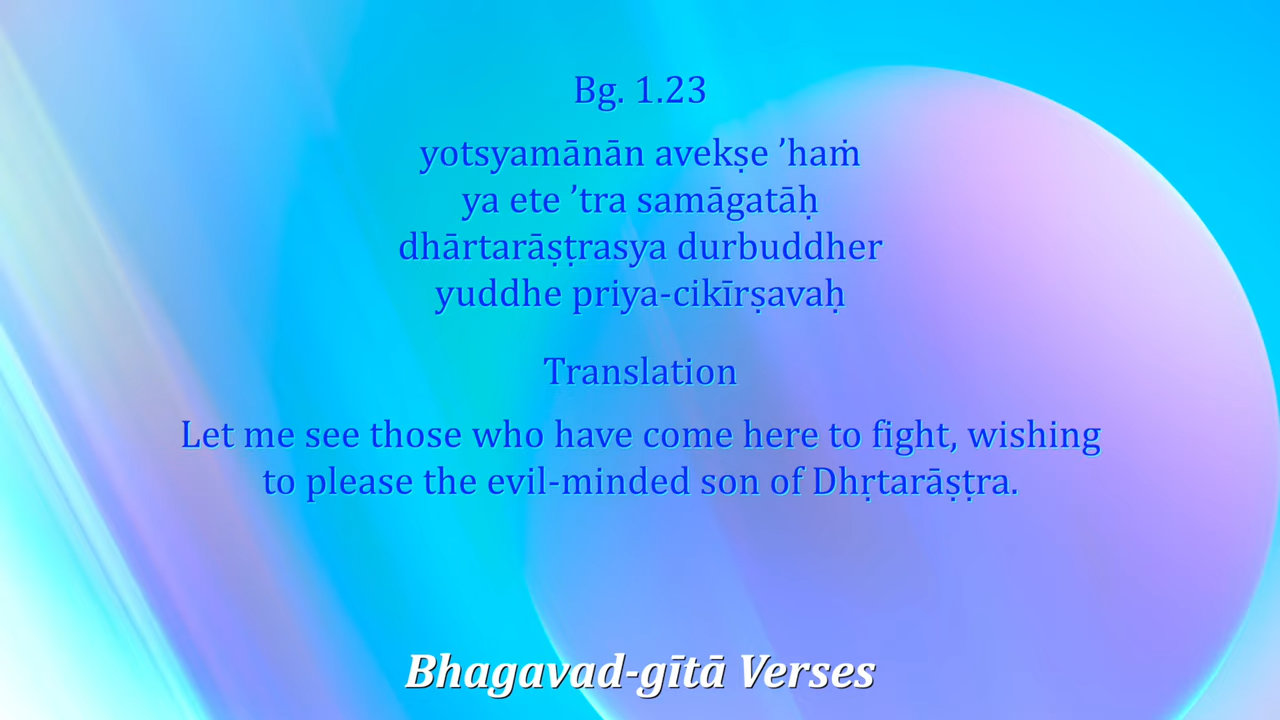 Bg. 1.23
yotsyamānān avekṣe ’haṁ
ya ete ’tra samāgatāḥ
dhārtarāṣṭrasya durbuddher
yuddhe priya-cikīrṣavaḥ
Translation
Let me see those who have come here to fight, wishing
to please the evil-minded son of Dhṛtarāṣṭra.
Bhagavad-gītā Verses